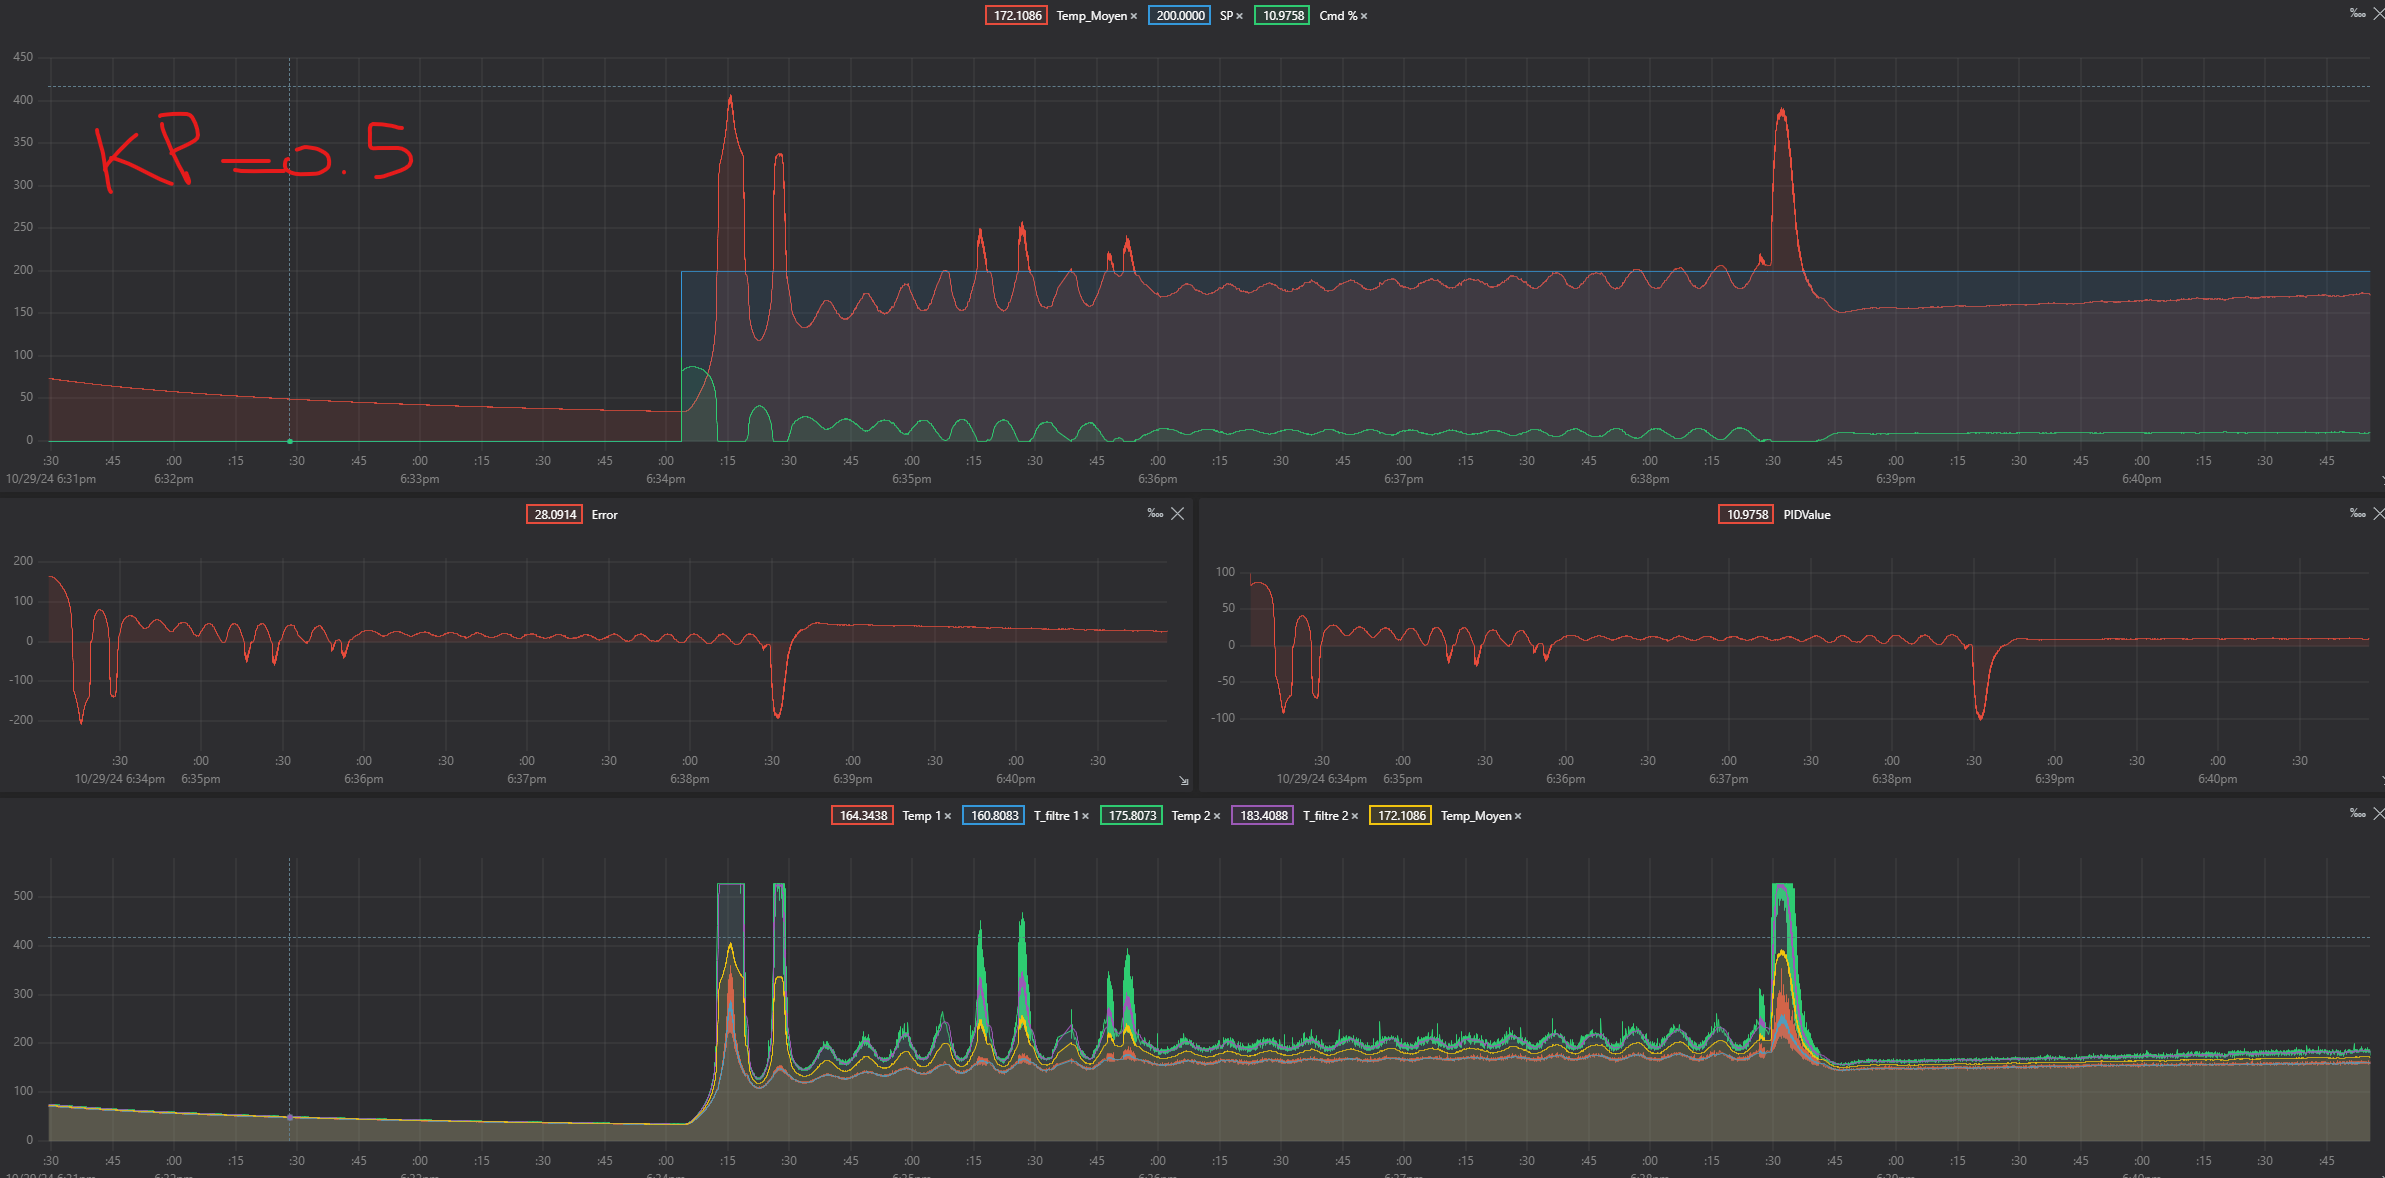 172.1086 Temp_Moyen × 200.0000 SP × 10.9758 Cmd % ×
450
400
350
300
250
200
150
100
50
0
KP=0.5
:30 :45 :00 :15 :30 :45 :00 :15 :30 :45 :00 :15 :30 :45 :00 :15 :30 :45 :00 :15 :30 :45 :00 :15 :30 :45 :00 :15 :30 :45 :00 :15 :30 :45 :00 :15 :30 :45
10/29/24 6:31pm 6:32pm 6:33pm 6:34pm 6:35pm 6:36pm 6:37pm 6:38pm 6:39pm 6:40pm
28.0914 Error
200
100
0
-100
-200
:30 :00 :30 :00 :30 :00 :30 :00 :30 :00 :30 :00 :30
10/29/24 6:34pm 6:35pm 6:36pm 6:37pm 6:38pm 6:39pm 6:40pm
10.9758 PIDValue
100
50
0
-50
-100
:30 :00 :30 :00 :30 :00 :30 :00 :30 :00 :30 :00 :30
10/29/24 6:34pm 6:35pm 6:36pm 6:37pm 6:38pm 6:39pm 6:40pm
164.3438 Temp 1 × 160.8083 T_filtre 1 × 175.8073 Temp 2 × 183.4088 T_filtre 2 × 172.1086 Temp_Moyen ×
500
400
300
200
100
0
:30 :45 :00 :15 :30 :45 :00 :15 :30 :45 :00 :15 :30 :45 :00 :15 :30 :45 :00 :15 :30 :45 :00 :15 :30 :45 :00 :15 :30 :45 :00 :15 :30 :45 :00 :15 :30 :45